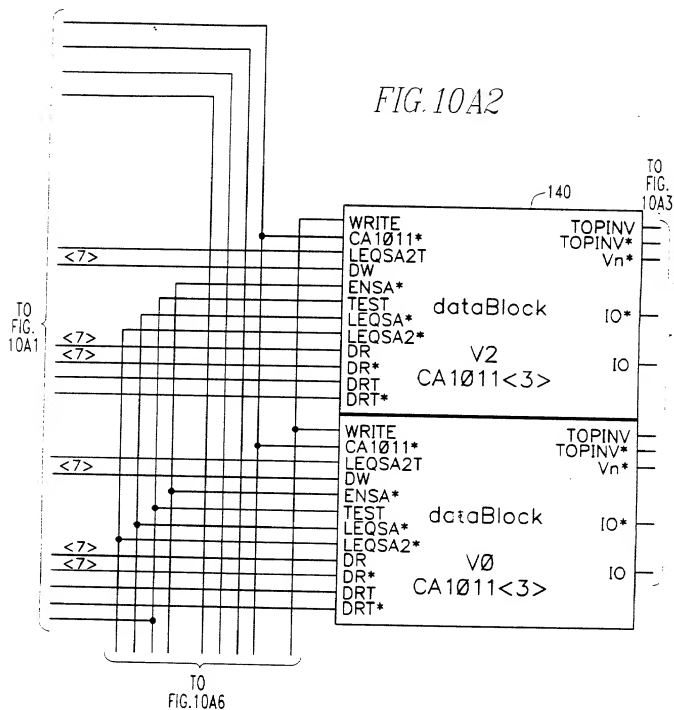 FIG. 10A2
TO
FIG.
10A3
140
WRITE
CA1Ø11*
<7>
LEQSA2T
DW
ENSA*
TEST
LEQSA*
LEQSA2*
<7>
DR
<7>
DR*
DRT
DRT*
dataBlock
V2
CA1Ø11<3>
TOPINV
TOPINV*
Vn*
IO*
IO
TO
FIG.
10A1
WRITE
CA1Ø11*
<7>
LEQSA2T
DW
ENSA*
TEST
LEQSA*
LEQSA2*
<7>
DR
<7>
DR*
DRT
DRT*
dataBlock
VØ
CA1Ø11<3>
TOPINV
TOPINV*
Vn*
IO*
IO
TO
FIG.10A6